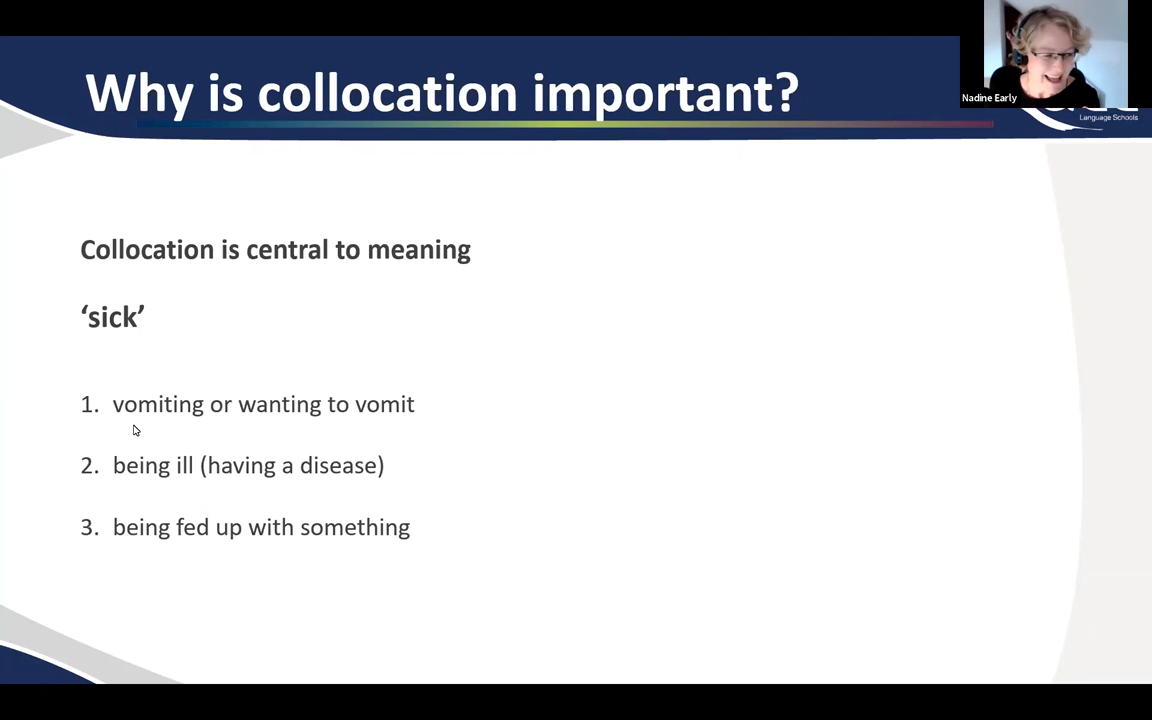 Why is collocation important?
Nadine Early
Language Schools
Collocation is central to meaning
‘sick’
1. vomiting or wanting to vomit
2. being ill (having a disease)
3. being fed up with something